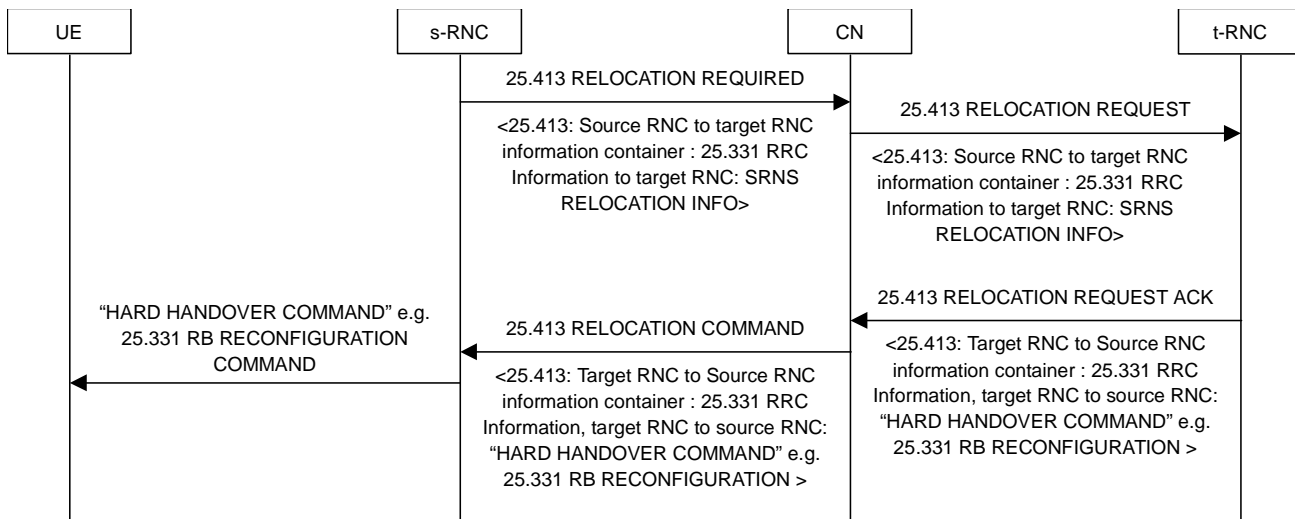 UE
s-RNC
CN
t-RNC
25.413 RELOCATION REQUIRED
<25.413: Source RNC to target RNC
information container : 25.331 RRC
Information to target RNC: SRNS
RELOCATION INFO>
25.413 RELOCATION REQUEST
<25.413: Source RNC to target RNC
information container : 25.331 RRC
Information to target RNC: SRNS
RELOCATION INFO>
25.413 RELOCATION REQUEST ACK
<25.413: Target RNC to Source RNC
information container : 25.331 RRC
Information, target RNC to source RNC:
“HARD HANDOVER COMMAND” e.g.
25.331 RB RECONFIGURATION >
25.413 RELOCATION COMMAND
<25.413: Target RNC to Source RNC
information container : 25.331 RRC
Information, target RNC to source RNC:
“HARD HANDOVER COMMAND” e.g.
25.331 RB RECONFIGURATION >
“HARD HANDOVER COMMAND” e.g.
25.331 RB RECONFIGURATION
COMMAND